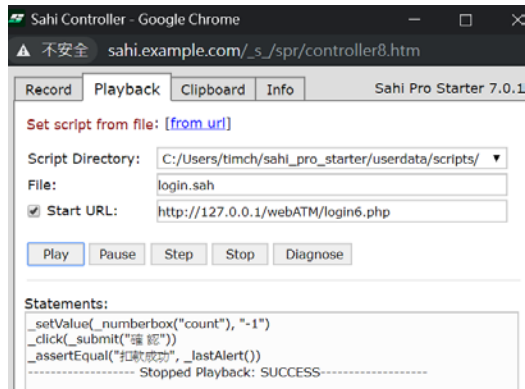 Sahi Controller - Google Chrome
不安全 sahi.example.com/_s_/spr/controller8.htm
Record Playback Clipboard Info Sahi Pro Starter 7.0.1
Set script from file: [from url]
Script Directory: C:/Users/timch/sahi_pro_starter/userdata/scripts/
File: login.sah
Start URL: http://127.0.0.1/webATM/login6.php
Play Pause Step Stop Diagnose
Statements:
_setValue(_numberbox("count"), "-1")
_click(_submit("確 認"))
_assertEqual("扣款成功", _lastAlert())
------------------- Stopped Playback: SUCCESS-------------------